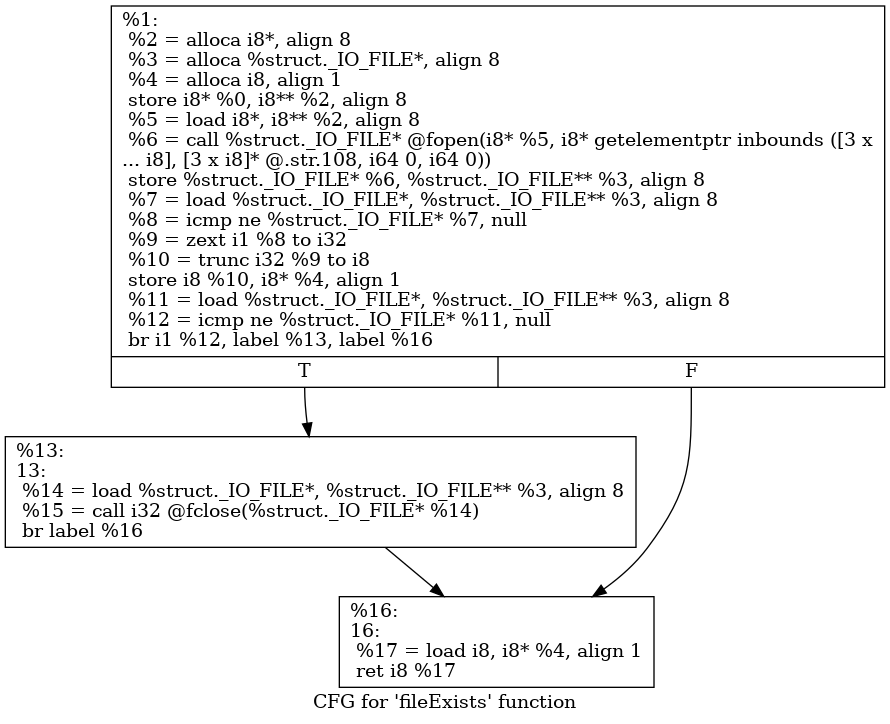 %1:
%2 = alloca i8*, align 8
%3 = alloca %struct._IO_FILE*, align 8
%4 = alloca i8, align 1
store i8* %0, i8** %2, align 8
%5 = load i8*, i8** %2, align 8
%6 = call %struct._IO_FILE* @fopen(i8* %5, i8* getelementptr inbounds ([3 x
... i8], [3 x i8]* @.str.108, i64 0, i64 0))
store %struct._IO_FILE* %6, %struct._IO_FILE** %3, align 8
%7 = load %struct._IO_FILE*, %struct._IO_FILE** %3, align 8
%8 = icmp ne %struct._IO_FILE* %7, null
%9 = zext i1 %8 to i32
%10 = trunc i32 %9 to i8
store i8 %10, i8* %4, align 1
%11 = load %struct._IO_FILE*, %struct._IO_FILE** %3, align 8
%12 = icmp ne %struct._IO_FILE* %11, null
br i1 %12, label %13, label %16
T F
%13:
13:
%14 = load %struct._IO_FILE*, %struct._IO_FILE** %3, align 8
%15 = call i32 @fclose(%struct._IO_FILE* %14)
br label %16
%16:
16:
%17 = load i8, i8* %4, align 1
ret i8 %17
CFG for 'fileExists' function